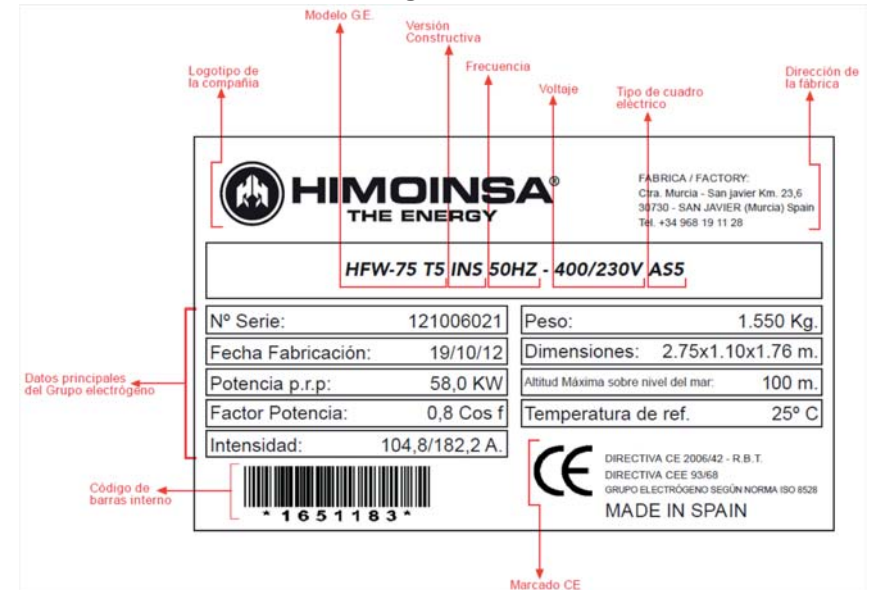 Modelo G.E.
Versión
Constructiva
Frecuencia
Voltaje
Tipo de cuadro
eléctrico
Logotipo de
la compañia
Dirección de
la fábrica
HIMOINSA®
THE ENERGY
FABRICA / FACTORY:
Ctra. Murcia - San javier Km. 23,6
30730 - SAN JAVIER (Murcia) Spain
Tel. +34 968 19 11 28
HFW-75 T5 INS 50HZ - 400/230V AS5
Nº Serie: 121006021
Fecha Fabricación: 19/10/12
Potencia p.r.p: 58,0 KW
Factor Potencia: 0,8 Cos f
Intensidad: 104,8/182,2 A.
Peso: 1.550 Kg.
Dimensiones: 2.75x1.10x1.76 m.
Altitud Máxima sobre nivel del mar: 100 m.
Temperatura de ref. 25º C
Datos principales
del Grupo electrógeno
Código de
barras interno
*1651183*
CE
DIRECTIVA CE 2006/42 - R.B.T.
DIRECTIVA CEE 93/68
GRUPO ELECTRÓGENO SEGÚN NORMA ISO 8528
MADE IN SPAIN
Marcado CE